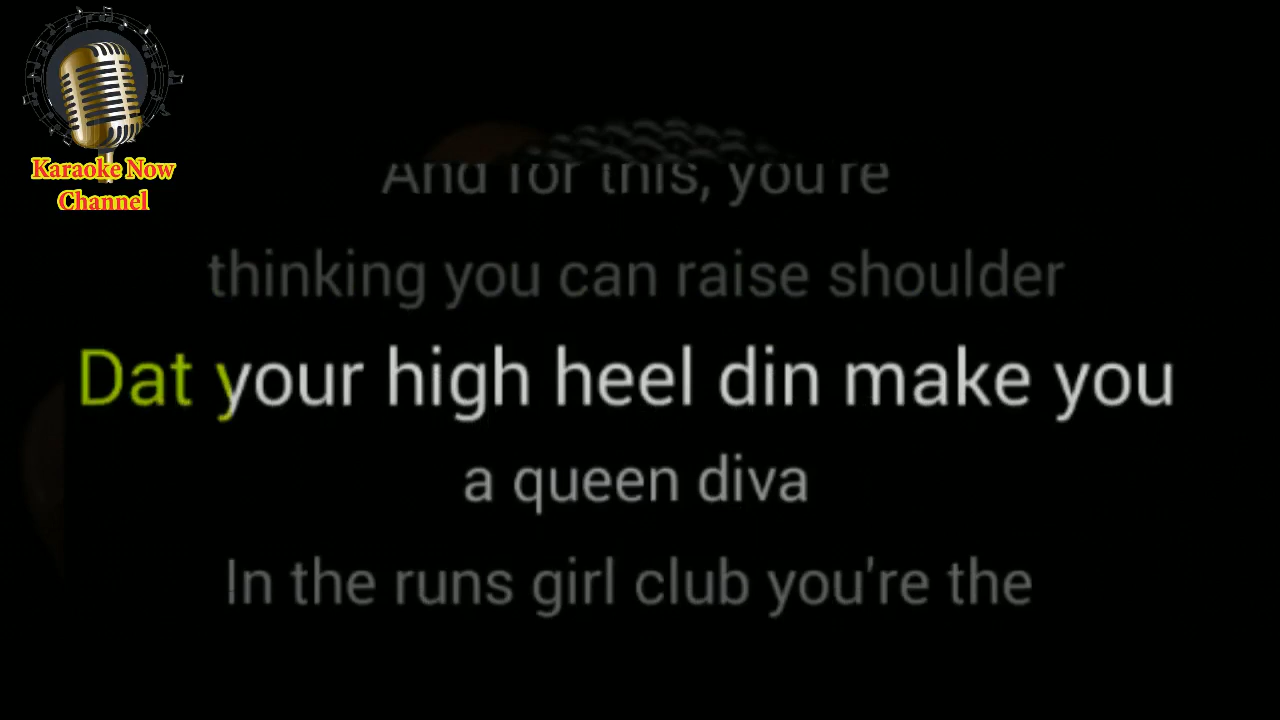 Karaoke Now
Channel
And for this, you're
thinking you can raise shoulder
Dat your high heel din make you
a queen diva
In the runs girl club you're the